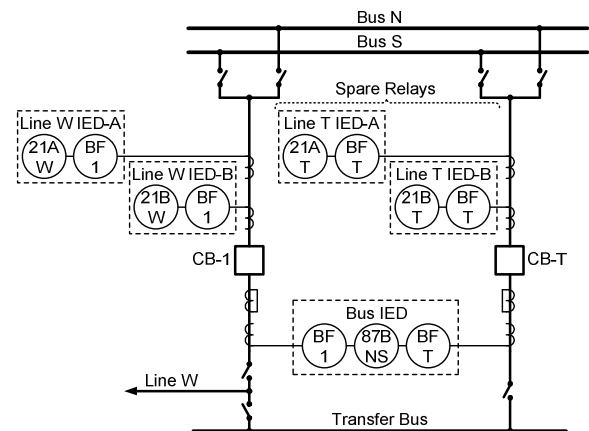 Bus N
Bus S
Spare Relays
Line W IED-A
21A
W
BF
1
Line T IED-A
21A
T
BF
T
Line W IED-B
21B
W
BF
1
Line T IED-B
21B
T
BF
T
CB-1
CB-T
Bus IED
BF
1
87B
NS
BF
T
Line W
Transfer Bus